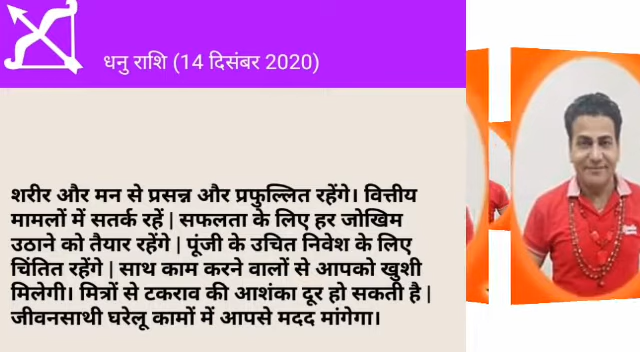 धनु राशि (14 दिसंबर 2020)
शरीर और मन से प्रसन्न और प्रफुल्लित रहेंगे। वित्तीय
मामलों में सतर्क रहें | सफलता के लिए हर जोखिम
उठाने को तैयार रहेंगे | पूंजी के उचित निवेश के लिए
चिंतित रहेंगे | साथ काम करने वालों से आपको खुशी
मिलेगी। मित्रों से टकराव की आशंका दूर हो सकती है |
जीवनसाथी घरेलू कामों में आपसे मदद मांगेगा।